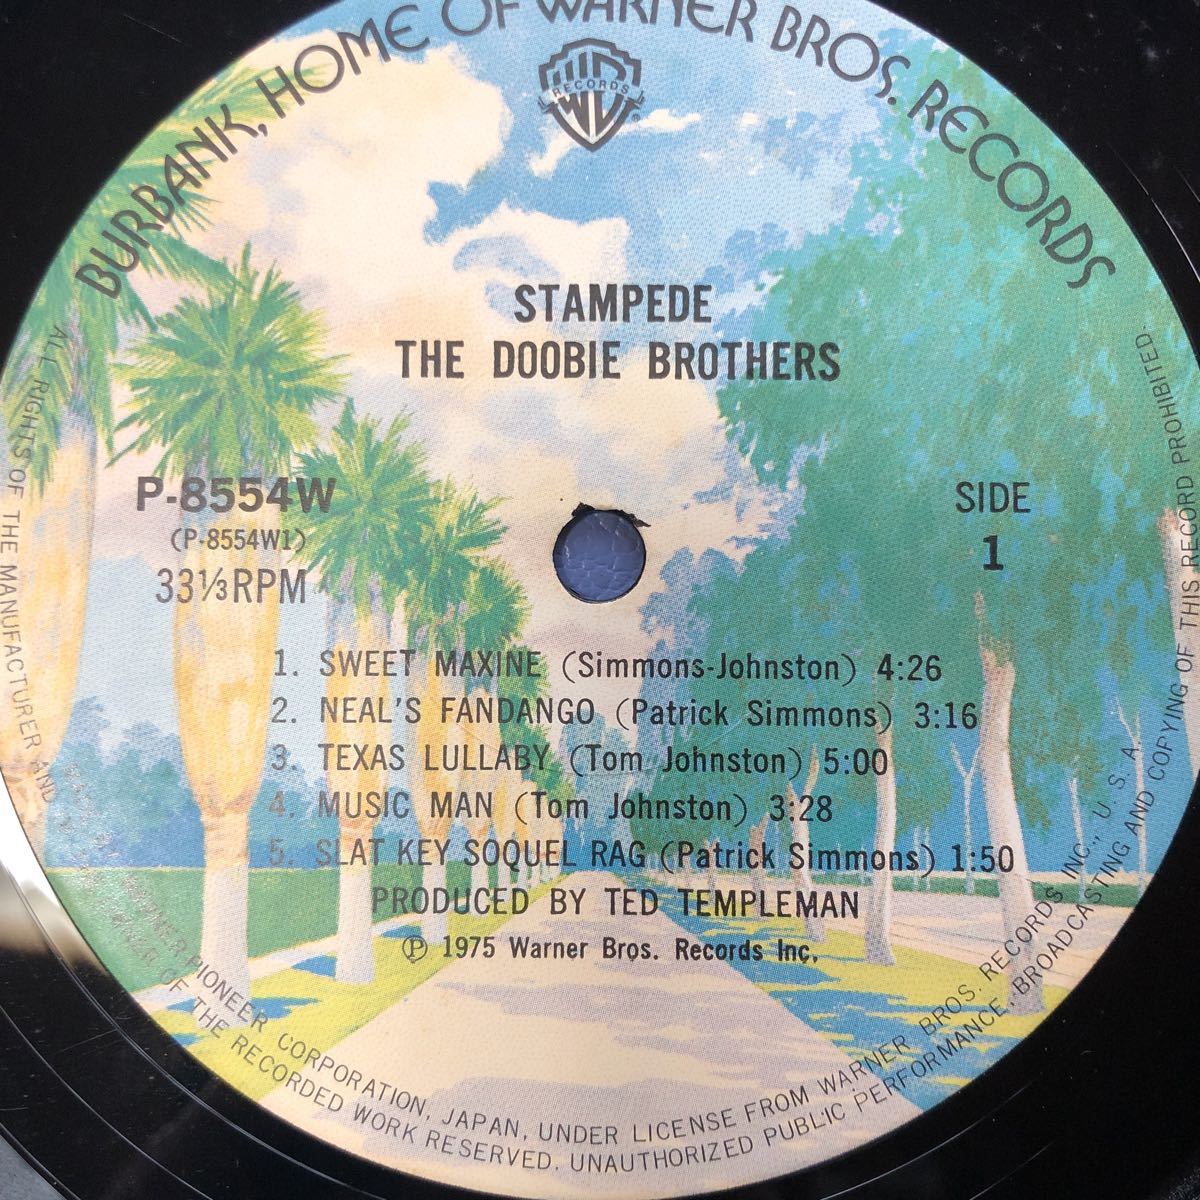 BURBANK, HOME OF WARNER BROS. RECORDS
RECORDS
STAMPEDE
THE DOOBIE BROTHERS
P-8554W
(P-8554W1)
33⅓RPM
SIDE
1
1. SWEET MAXINE (Simmons-Johnston) 4:26
2. NEAL'S FANDANGO (Patrick Simmons) 3:16
3. TEXAS LULLABY (Tom Johnston) 5:00
4. MUSIC MAN (Tom Johnston) 3:28
5. SLAT KEY SOQUEL RAG (Patrick Simmons) 1:50
PRODUCED BY TED TEMPLEMAN
℗ 1975 Warner Bros. Records Inc.
WARNER-PIONEER CORPORATION, JAPAN, UNDER LICENSE FROM WARNER BROS. RECORDS INC., U.S.A.
ALL RIGHTS OF THE MANUFACTURER AND OF THE RECORDED WORK RESERVED. UNAUTHORIZED PUBLIC PERFORMANCE, BROADCASTING AND COPYING OF THIS RECORD PROHIBITED.